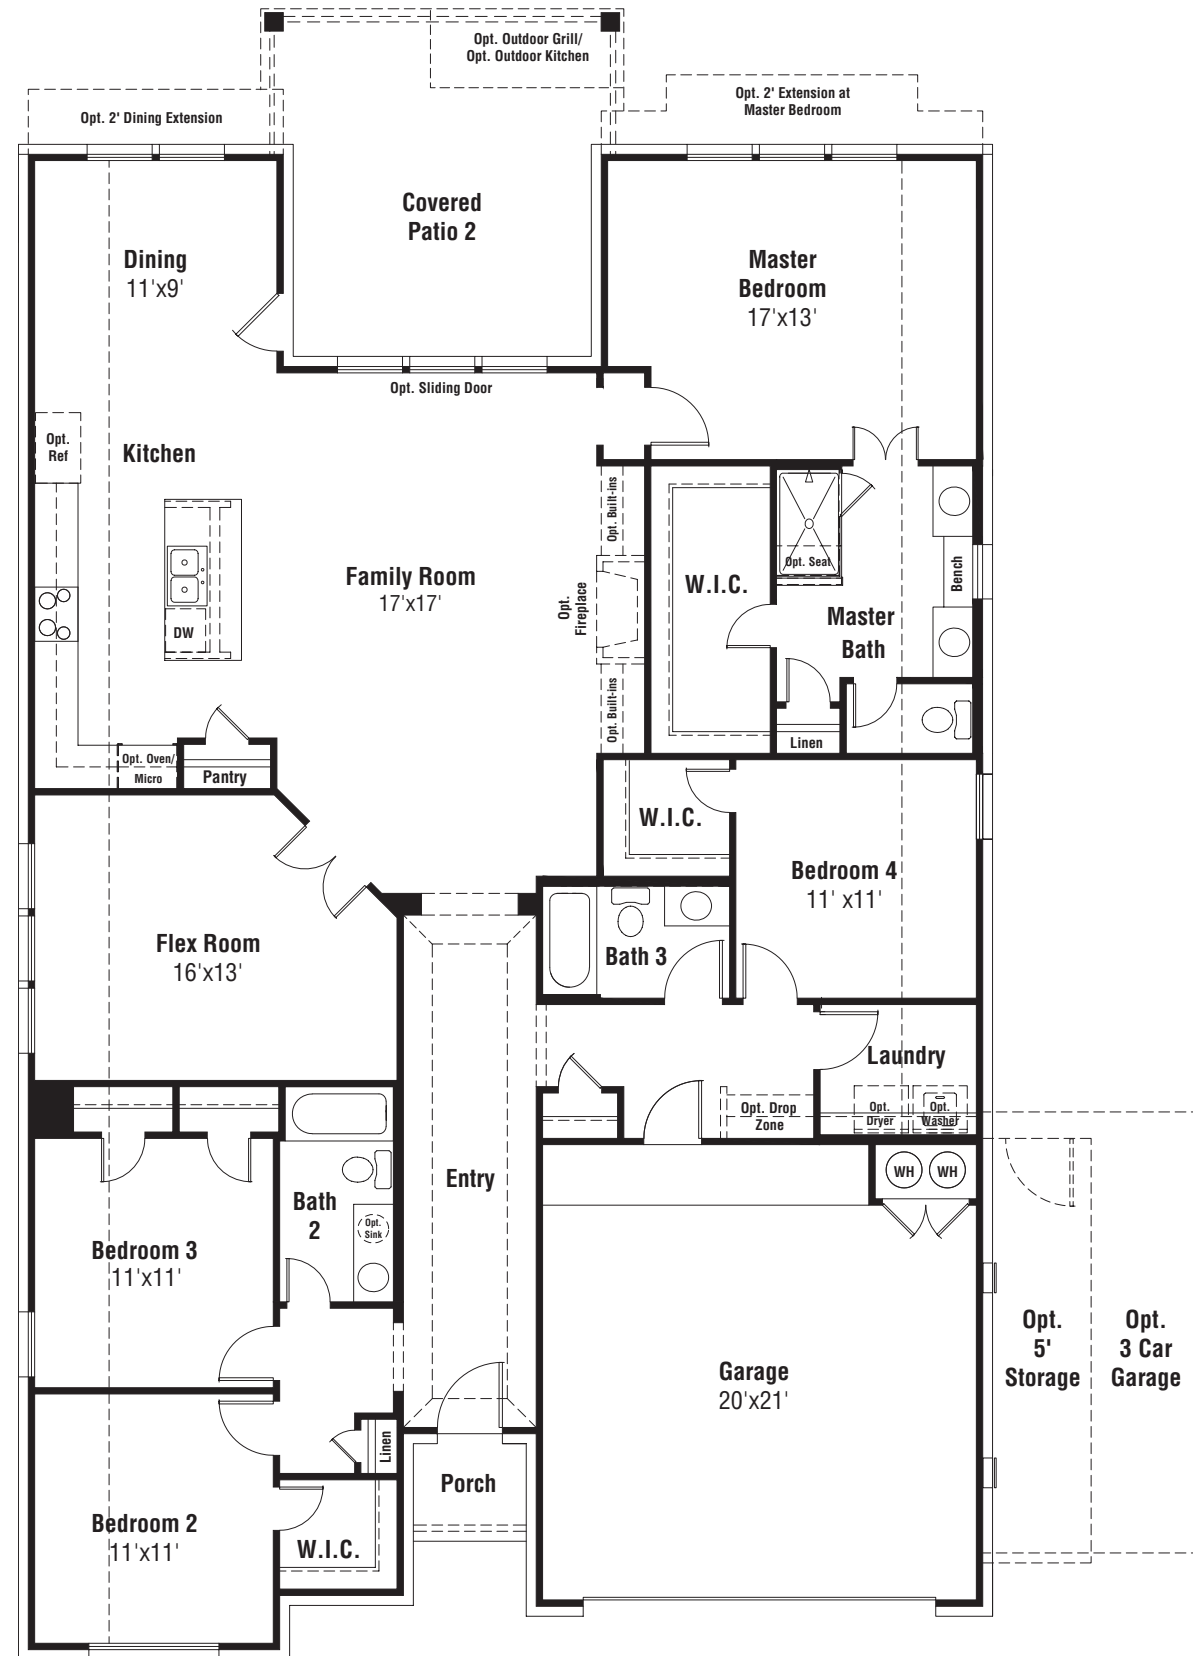 Opt. Outdoor Grill/
Opt. Outdoor Kitchen
Opt. 2' Dining Extension
Opt. 2' Extension at
Master Bedroom
Covered
Patio 2
Dining
11'x9'
Master
Bedroom
17'x13'
Opt. Sliding Door
Opt.
Ref
Kitchen
Opt. Built-ins
W.I.C.
Opt. Seat
Bench
Family Room
17'x17'
Opt.
Fireplace
DW
Master
Bath
Opt. Built-ins
Linen
Opt. Oven/
Micro
Pantry
W.I.C.
Bedroom 4
11' x11'
Flex Room
16'x13'
Bath 3
Laundry
Opt.
Dryer
Opt.
Washer
Opt. Drop
Zone
Entry
WH
WH
Bath
2
Opt.
Sink
Bedroom 3
11'x11'
Garage
20'x21'
Opt.
5'
Storage
Opt.
3 Car
Garage
Linen
Porch
Bedroom 2
11'x11'
W.I.C.